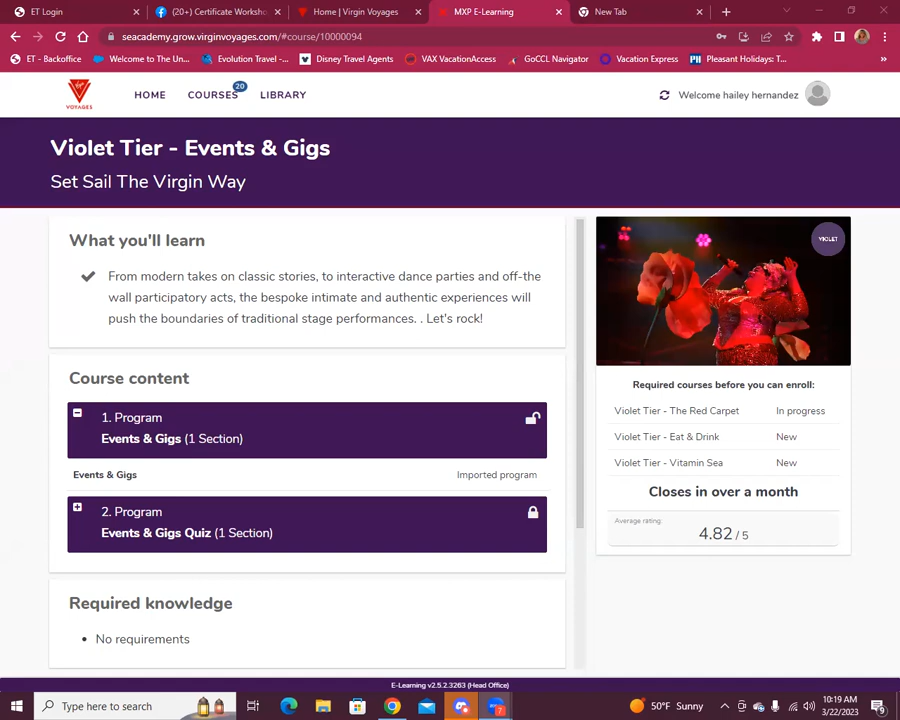 ET Login
(20+) Certificate Worksho
Home | Virgin Voyages
MXP E-Learning
New Tab
seacademy.grow.virginvoyages.com/#course/10000094
ET - Backoffice
Welcome to The Un...
Evolution Travel -...
Disney Travel Agents
VAX VacationAccess
GoCCL Navigator
Vacation Express
Pleasant Holidays: T...
VOYAGES
HOME
COURSES
20
LIBRARY
Welcome hailey hernandez
Violet Tier - Events & Gigs
Set Sail The Virgin Way
What you'll learn
From modern takes on classic stories, to interactive dance parties and off-the
wall participatory acts, the bespoke intimate and authentic experiences will
push the boundaries of traditional stage performances. . Let's rock!
Course content
1. Program
Events & Gigs (1 Section)
Events & Gigs
Imported program
2. Program
Events & Gigs Quiz (1 Section)
Required knowledge
No requirements
VIOLET
Required courses before you can enroll:
Violet Tier - The Red Carpet In progress
Violet Tier - Eat & Drink New
Violet Tier - Vitamin Sea New
Closes in over a month
Average rating:
4.82 / 5
E-Learning v2.5.2.3263 (Head Office)
Type here to search
50°F Sunny
10:19 AM
3/22/2023